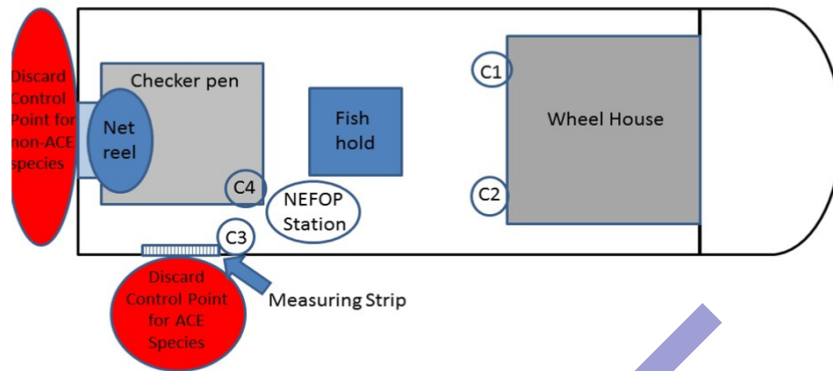 Discard
Control
Point for
non-ACE
species
Checker pen
Net
reel
C4
Fish
hold
NEFOP
Station
C1
C2
Wheel House
C3
Discard
Control Point
for ACE
Species
Measuring Strip